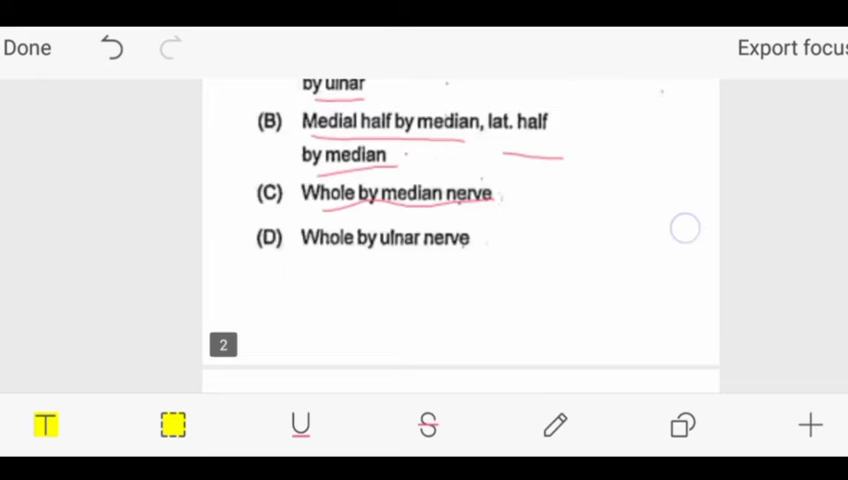 Done
Export focus
by ulnar
(B) Medial half by median, lat. half
by median
(C) Whole by median nerve
(D) Whole by ulnar nerve
2
T
U
S